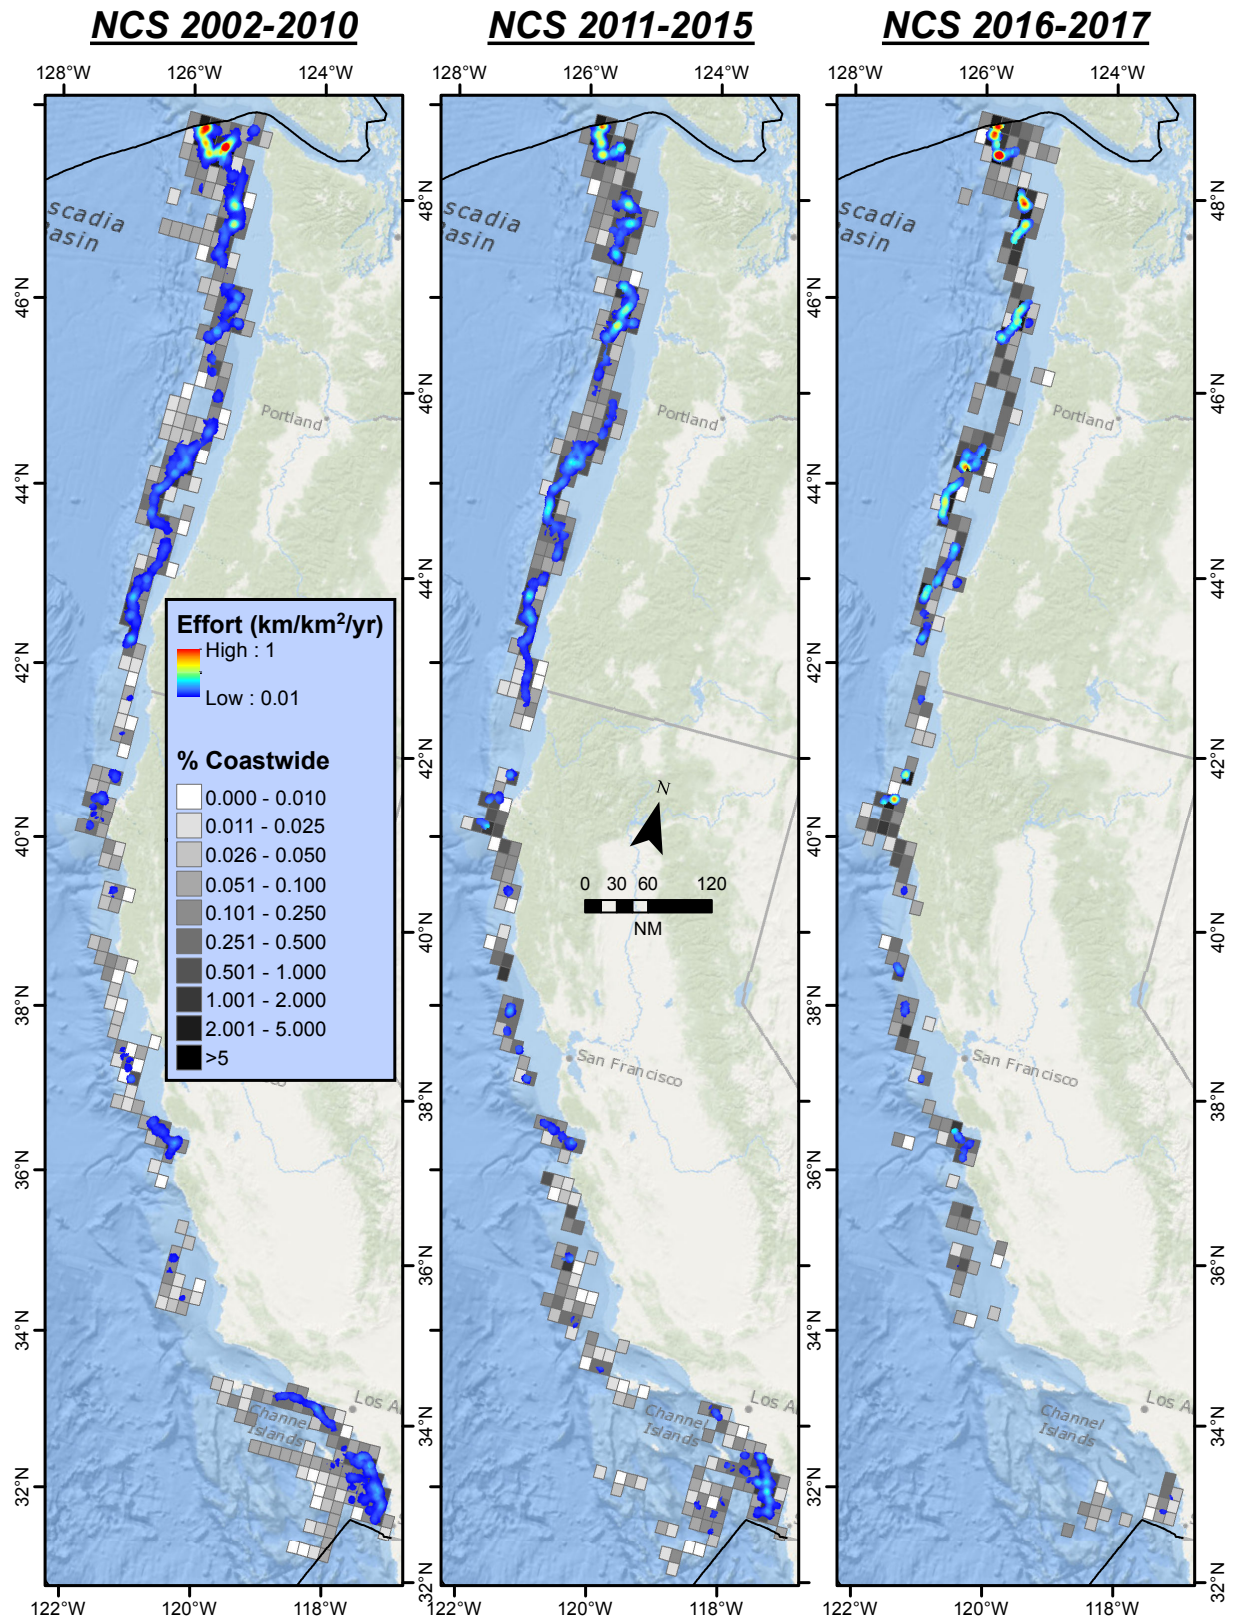 NCS 2002-2010
NCS 2011-2015
NCS 2016-2017
128°W 126°W 124°W
128°W 126°W 124°W
128°W 126°W 124°W
48°N
46°N
44°N
42°N
40°N
38°N
36°N
34°N
32°N
48°N
46°N
44°N
42°N
40°N
38°N
36°N
34°N
32°N
48°N
46°N
44°N
42°N
40°N
38°N
36°N
34°N
32°N
48°N
46°N
44°N
42°N
40°N
38°N
36°N
34°N
32°N
scadia
Basin
scadia
asin
scadia
asin
Portland
Portland
Portland
Effort (km/km²/yr)
High : 1
Low : 0.01
% Coastwide
0.000 - 0.010
0.011 - 0.025
0.026 - 0.050
0.051 - 0.100
0.101 - 0.250
0.251 - 0.500
0.501 - 1.000
1.001 - 2.000
2.001 - 5.000
>5
N
0 30 60 120
NM
San Francisco
San Francisco
Los A
Los A
Los A
Channel
Islands
Channel
Islands
Channel
Islands
122°W 120°W 118°W
122°W 120°W 118°W
122°W 120°W 118°W